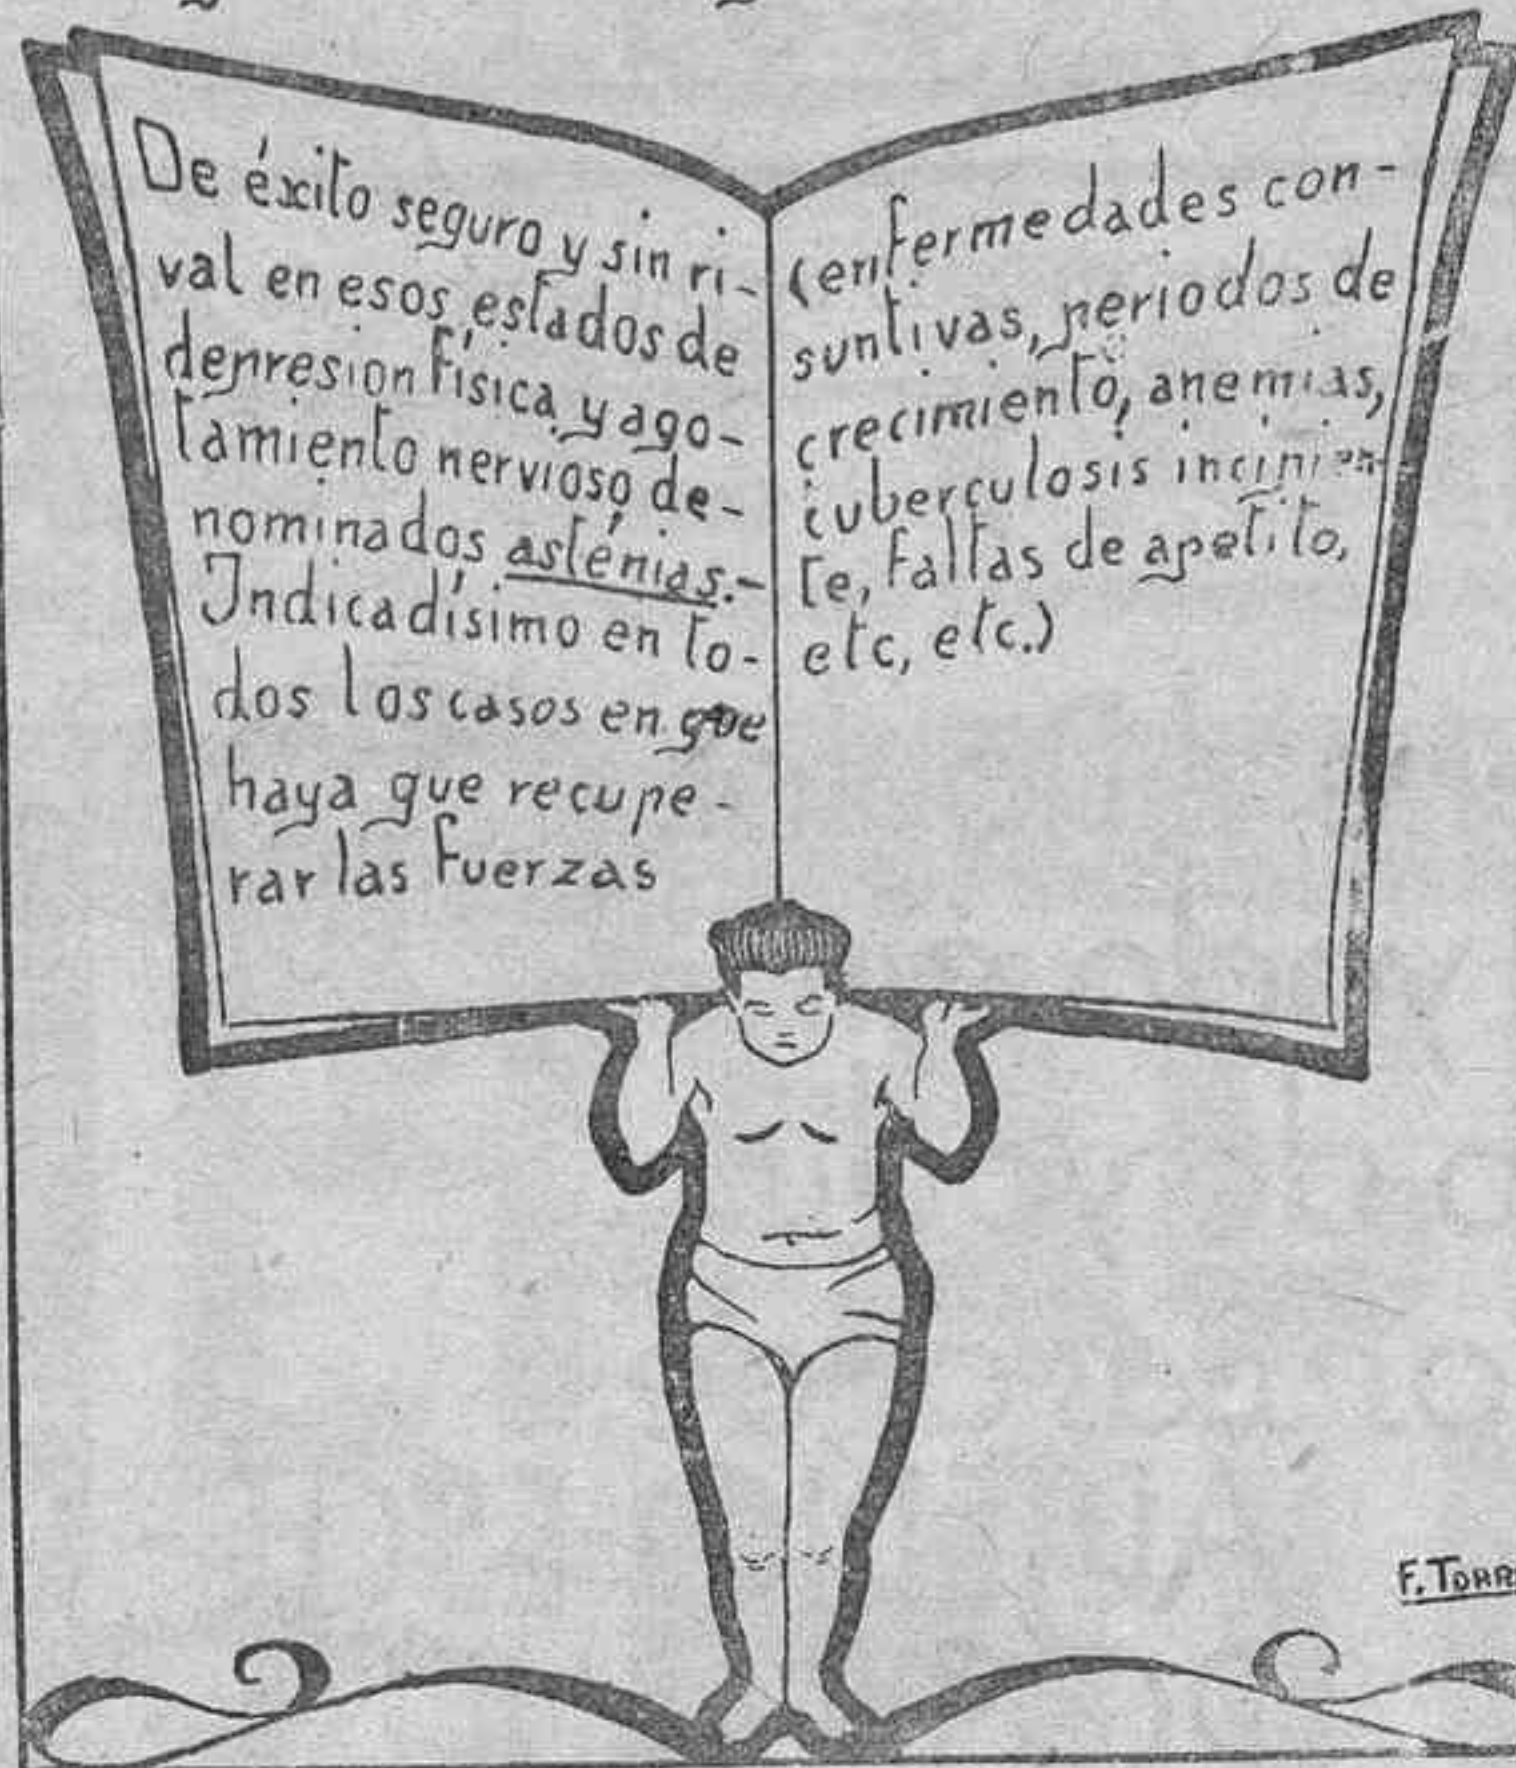 De éxito seguro y sin ri-
val en esos estados de
depresion física y ago-
tamiento nervioso de-
nominados asténias.-
Indicadísimo en to-
dos los casos en que
haya que recupe-
rar las fuerzas
(enfermedades con-
suntivas, periodos de
crecimiento, anemias,
tuberculosis incipien-
te, faltas de apetito,
etc, etc.)